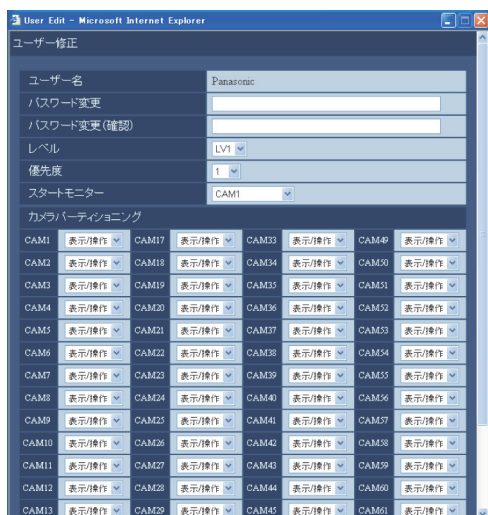 User Edit - Microsoft Internet Explorer
ユーザー修正
ユーザー名 Panasonic
パスワード変更
パスワード変更(確認)
レベル LV1
優先度 1
スタートモニター CAM1
カメラパーティショニング
CAM1 表示/操作 CAM17 表示/操作 CAM33 表示/操作 CAM49 表示/操作
CAM2 表示/操作 CAM18 表示/操作 CAM34 表示/操作 CAM50 表示/操作
CAM3 表示/操作 CAM19 表示/操作 CAM35 表示/操作 CAM51 表示/操作
CAM4 表示/操作 CAM20 表示/操作 CAM36 表示/操作 CAM52 表示/操作
CAM5 表示/操作 CAM21 表示/操作 CAM37 表示/操作 CAM53 表示/操作
CAM6 表示/操作 CAM22 表示/操作 CAM38 表示/操作 CAM54 表示/操作
CAM7 表示/操作 CAM23 表示/操作 CAM39 表示/操作 CAM55 表示/操作
CAM8 表示/操作 CAM24 表示/操作 CAM40 表示/操作 CAM56 表示/操作
CAM9 表示/操作 CAM25 表示/操作 CAM41 表示/操作 CAM57 表示/操作
CAM10 表示/操作 CAM26 表示/操作 CAM42 表示/操作 CAM58 表示/操作
CAM11 表示/操作 CAM27 表示/操作 CAM43 表示/操作 CAM59 表示/操作
CAM12 表示/操作 CAM28 表示/操作 CAM44 表示/操作 CAM60 表示/操作
CAM13 表示/操作 CAM29 表示/操作 CAM45 表示/操作 CAM61 表示/操作